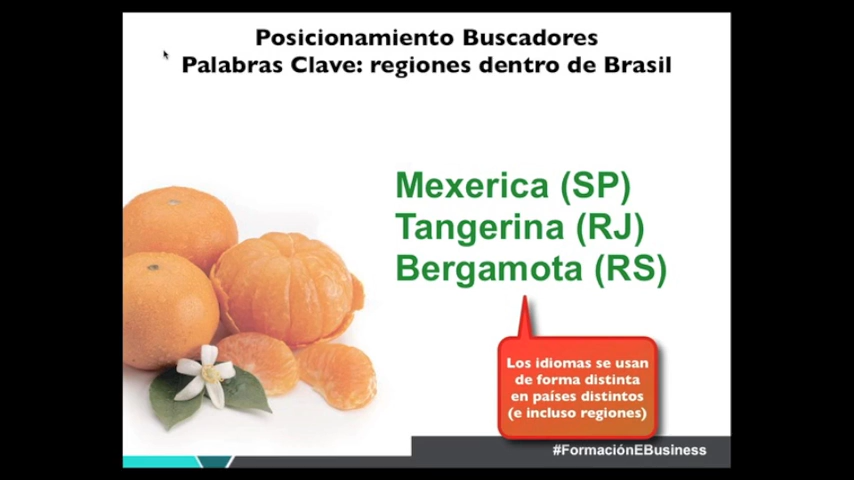 Posicionamiento Buscadores
Palabras Clave: regiones dentro de Brasil
Mexerica (SP)
Tangerina (RJ)
Bergamota (RS)
Los idiomas se usan
de forma distinta
en países distintos
(e incluso regiones)
#FormaciónEBusiness